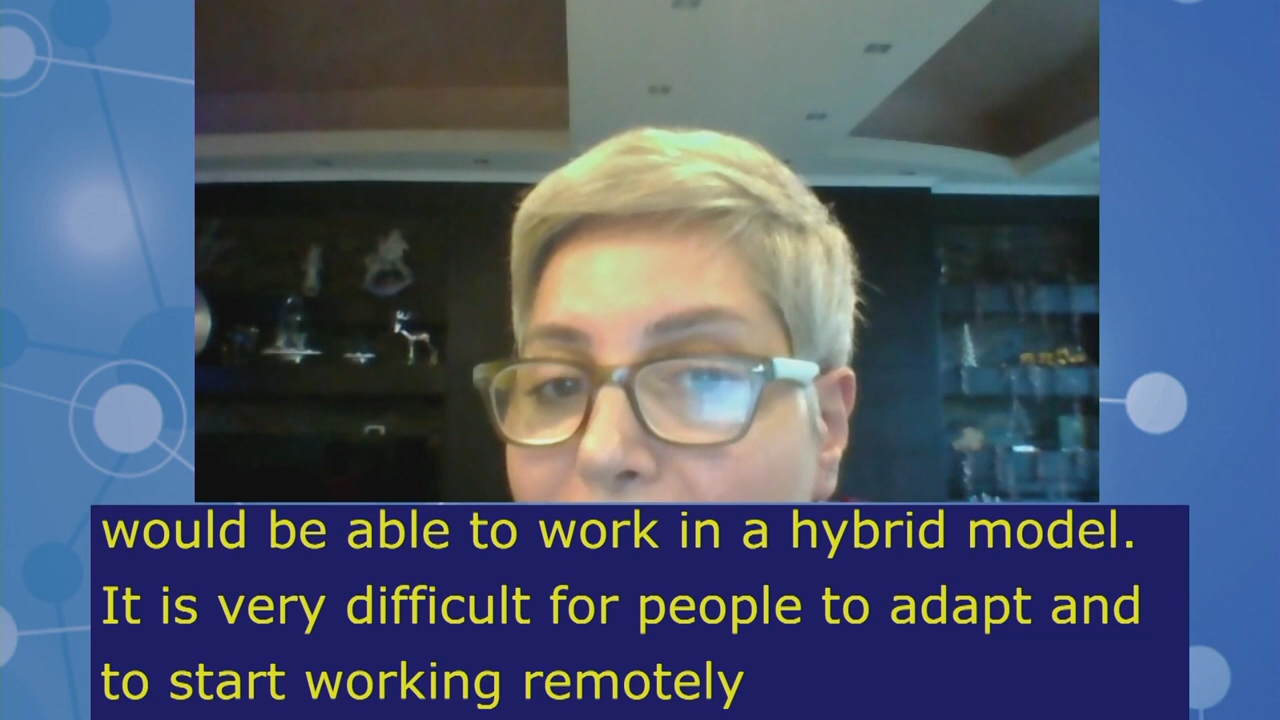 would be able to work in a hybrid model.
It is very difficult for people to adapt and
to start working remotely